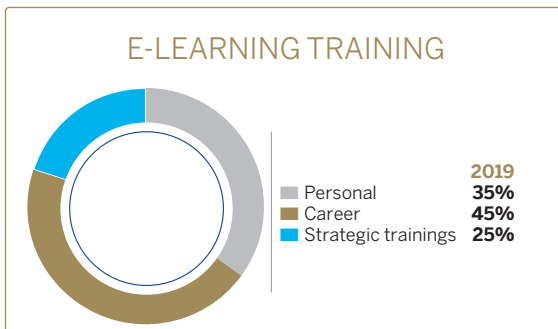 E-LEARNING TRAINING
2019
Personal 35%
Career 45%
Strategic trainings 25%